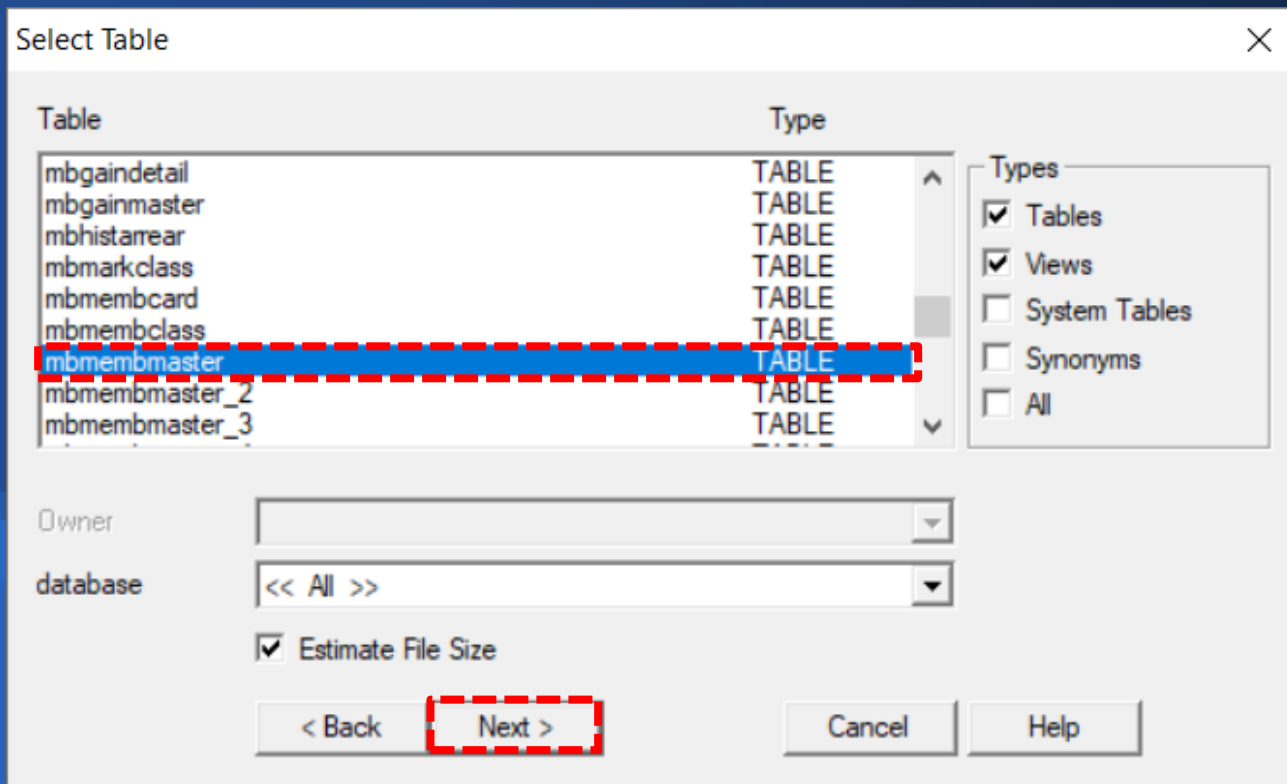 Select Table
Table Type
mbgaindetail TABLE
mbgainmaster TABLE
mbhistarrear TABLE
mbmarkclass TABLE
mbmembcard TABLE
mbmembclass TABLE
mbmembmaster TABLE
mbmembmaster_2 TABLE
mbmembmaster_3 TABLE
Types
Tables
Views
System Tables
Synonyms
All
Owner
database << All >>
Estimate File Size
< Back Next > Cancel Help